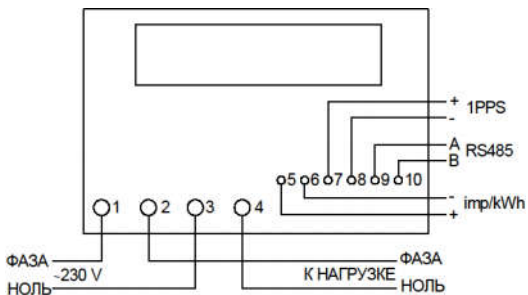 +
1PPS
-
A
RS485
B
5 6 7 8 9 10
-
imp/kWh
+
1 2 3 4
ФАЗА ФАЗА
~230 V К НАГРУЗКЕ
НОЛЬ НОЛЬ